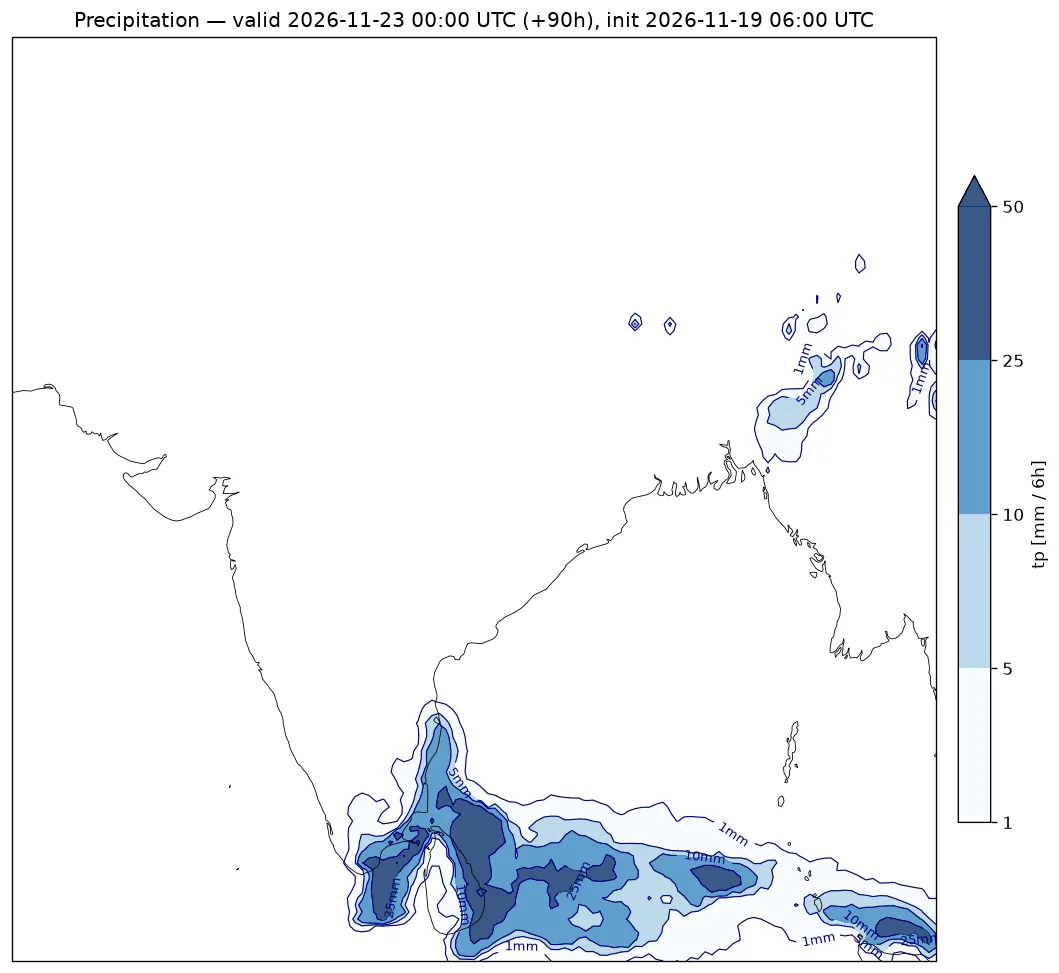 Precipitation — valid 2026-11-23 00:00 UTC (+90h), init 2026-11-19 06:00 UTC
50
25
10
5
1
tp [mm / 6h]
1mm
5mm
1mm
5mm
1mm
10mm
25mm
25mm
10mm
10mm
25mm
5mm
1mm
1mm